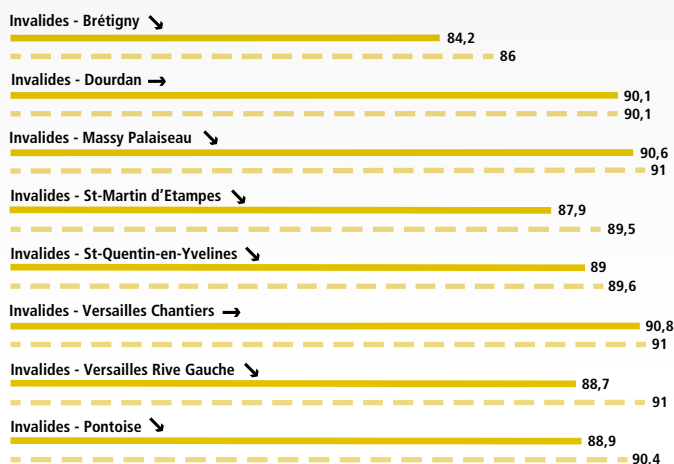 Invalides - Brétigny ↘
84,2
86
Invalides - Dourdan →
90,1
90,1
Invalides - Massy Palaiseau ↘
90,6
91
Invalides - St-Martin d'Etampes ↘
87,9
89,5
Invalides - St-Quentin-en-Yvelines ↘
89
89,6
Invalides - Versailles Chantiers →
90,8
91
Invalides - Versailles Rive Gauche ↘
88,7
91
Invalides - Pontoise ↘
88,9
90,4